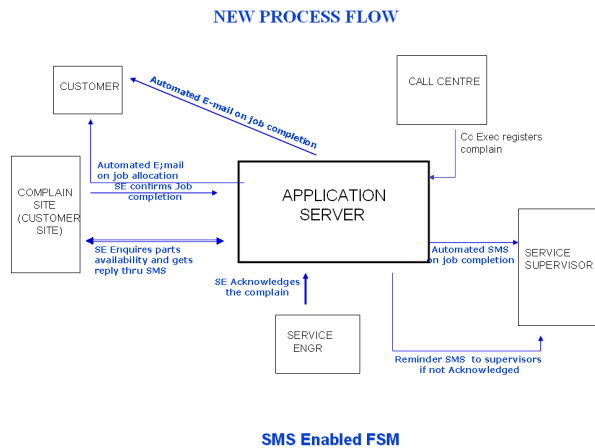 NEW PROCESS FLOW
CUSTOMER
Automated E-mail on job completion
CALL CENTRE
Cc Exec registers
complain
Automated E;mail
on job allocation
SE confirms Job
completion
COMPLAIN
SITE
(CUSTOMER
SITE)
APPLICATION
SERVER
SE Enquires parts
availability and gets
reply thru SMS
Automated SMS
on job completion
SERVICE
SUPERVISOR
SE Acknowledges
the complain
SERVICE
ENGR
Reminder SMS to supervisors
if not Acknowledged
SMS Enabled FSM